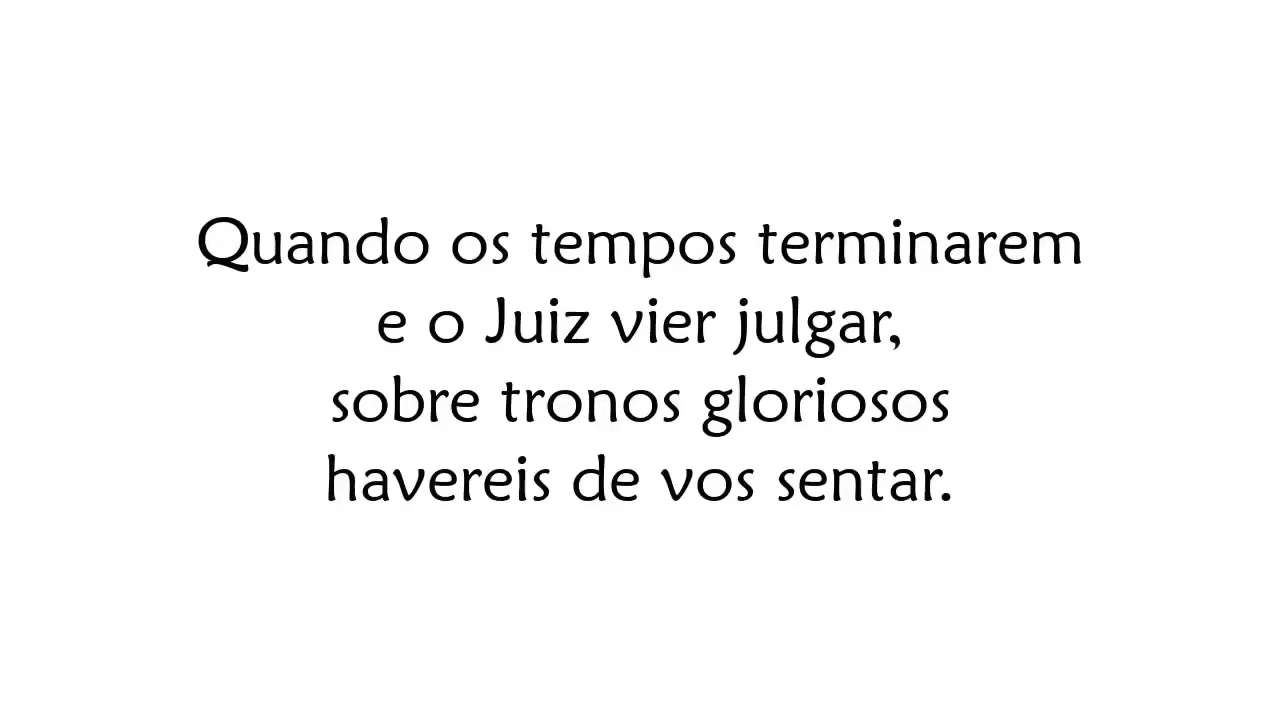 Quando os tempos terminarem
e o Juiz vier julgar,
sobre tronos gloriosos
havereis de vos sentar.